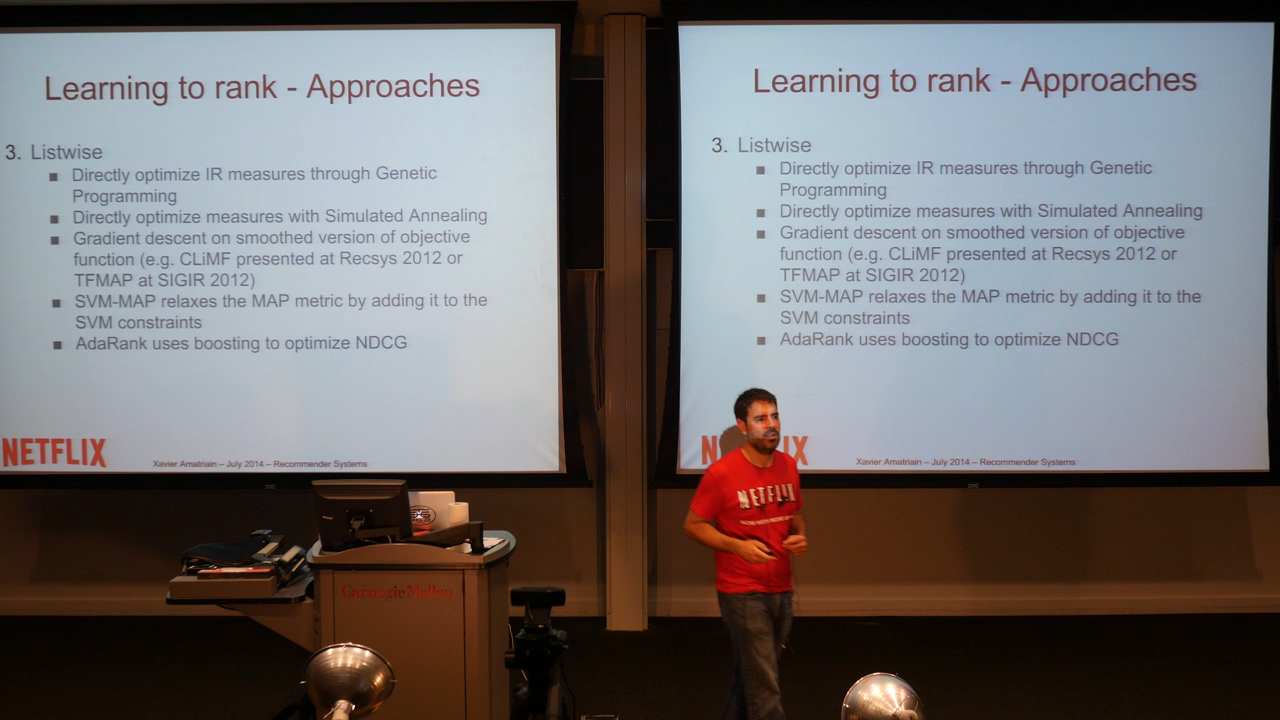 Learning to rank - Approaches
3. Listwise
■ Directly optimize IR measures through Genetic
Programming
■ Directly optimize measures with Simulated Annealing
■ Gradient descent on smoothed version of objective
function (e.g. CLiMF presented at Recsys 2012 or
TFMAP at SIGIR 2012)
■ SVM-MAP relaxes the MAP metric by adding it to the
SVM constraints
■ AdaRank uses boosting to optimize NDCG
NETFLIX
Xavier Amatriain – July 2014 – Recommender Systems
Learning to rank - Approaches
3. Listwise
■ Directly optimize IR measures through Genetic
Programming
■ Directly optimize measures with Simulated Annealing
■ Gradient descent on smoothed version of objective
function (e.g. CLiMF presented at Recsys 2012 or
TFMAP at SIGIR 2012)
■ SVM-MAP relaxes the MAP metric by adding it to the
SVM constraints
■ AdaRank uses boosting to optimize NDCG
Xavier Amatriain – July 2014 – Recommender Systems
NETFLIX
Carnegie Mellon